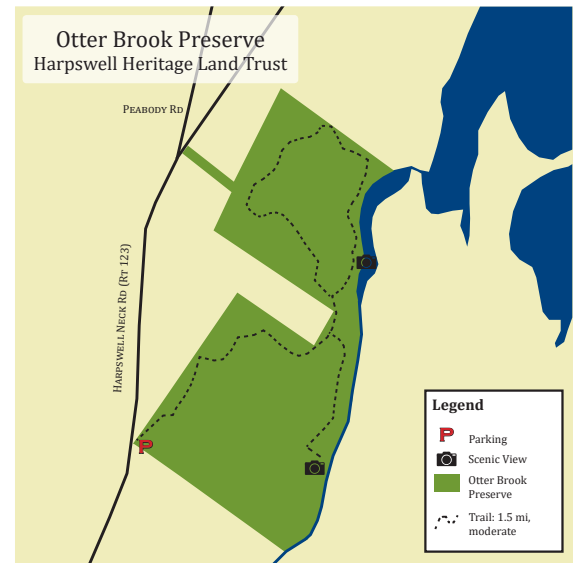 Otter Brook Preserve
Harpswell Heritage Land Trust
Peabody Rd
Harpswell Neck Rd (Rt 123)
P
Legend
P Parking
Scenic View
Otter Brook
Preserve
Trail: 1.5 mi,
moderate